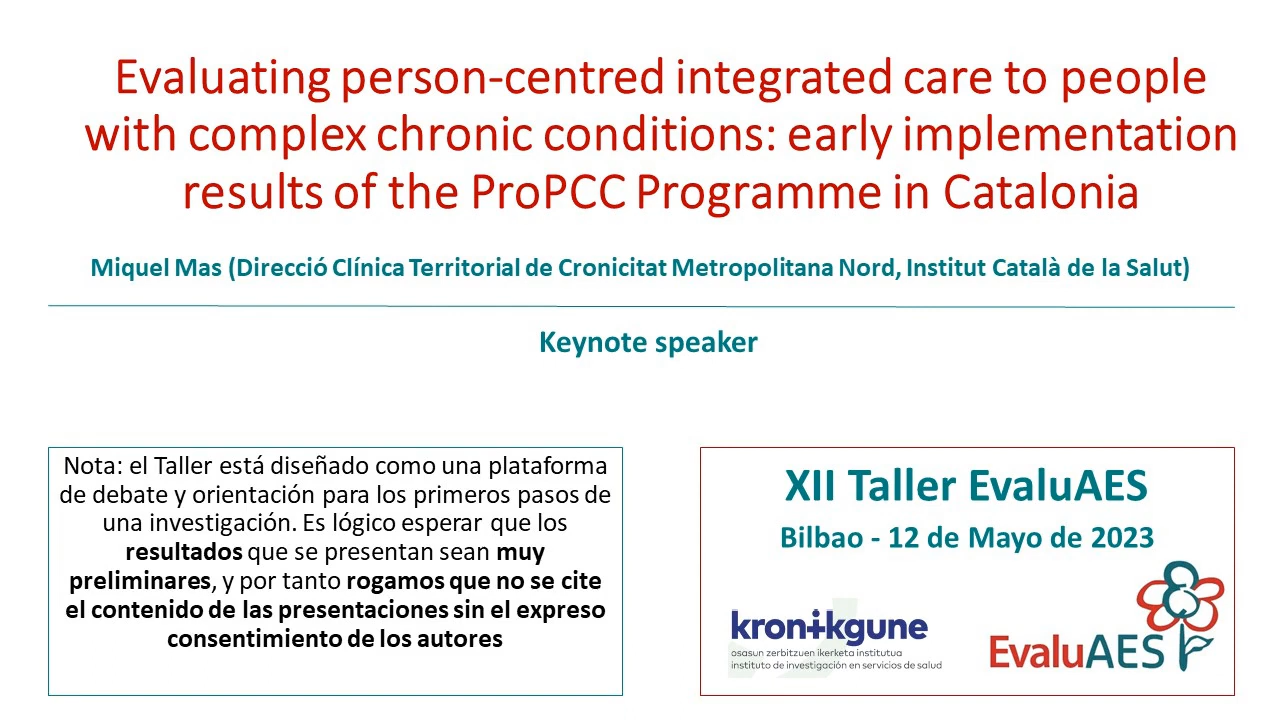 Evaluating person-centred integrated care to people
with complex chronic conditions: early implementation
results of the ProPCC Programme in Catalonia
Miquel Mas (Direcció Clínica Territorial de Cronicitat Metropolitana Nord, Institut Català de la Salut)
Keynote speaker
Nota: el Taller está diseñado como una plataforma
de debate y orientación para los primeros pasos de
una investigación. Es lógico esperar que los
resultados que se presentan sean muy
preliminares, y por tanto rogamos que no se cite
el contenido de las presentaciones sin el expreso
consentimiento de los autores
XII Taller EvaluAES
Bilbao - 12 de Mayo de 2023
kronikgune
osasun zerbitzuen ikerketa institutua
instituto de investigación en servicios de salud
EvaluAES